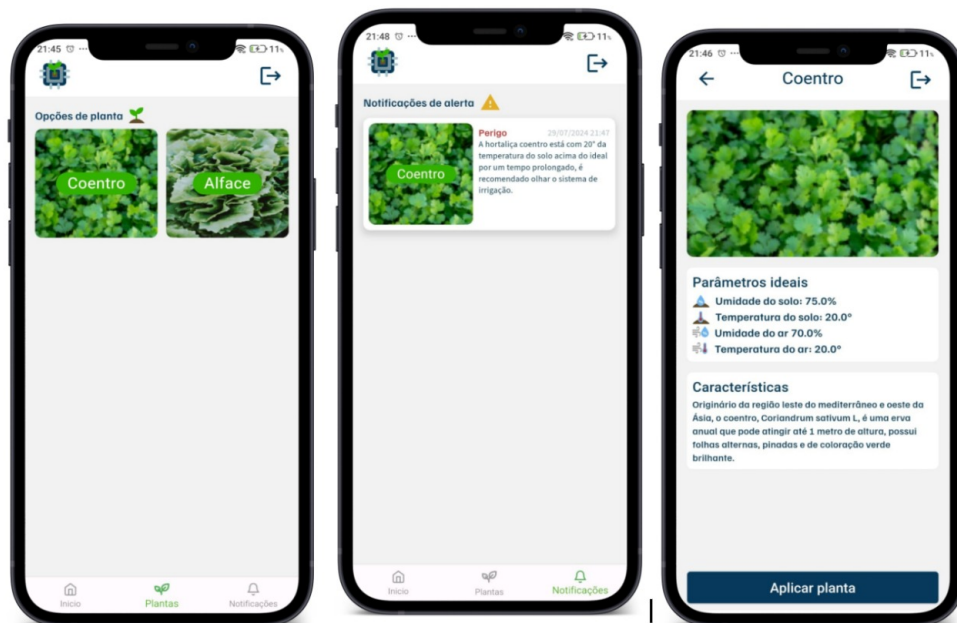 21:45
11%
Opções de planta
Coentro
Alface
Início
Plantas
Notificações
21:48
11%
Notificações de alerta
Perigo
29/07/2024 21:47
A hortaliça coentro está com 20° da
temperatura do solo acima do ideal
por um tempo prolongado, é
recomendado olhar o sistema de
irrigação.
Coentro
Início
Plantas
Notificações
21:46
11%
Coentro
Parâmetros ideais
Umidade do solo: 75.0%
Temperatura do solo: 20.0°
Umidade do ar 70.0%
Temperatura do ar: 20.0°
Características
Originário da região leste do mediterrâneo e oeste da
Ásia, o coentro, Coriandrum sativum L, é uma erva
anual que pode atingir até 1 metro de altura, possui
folhas alternas, pinadas e de coloração verde
brilhante.
Aplicar planta